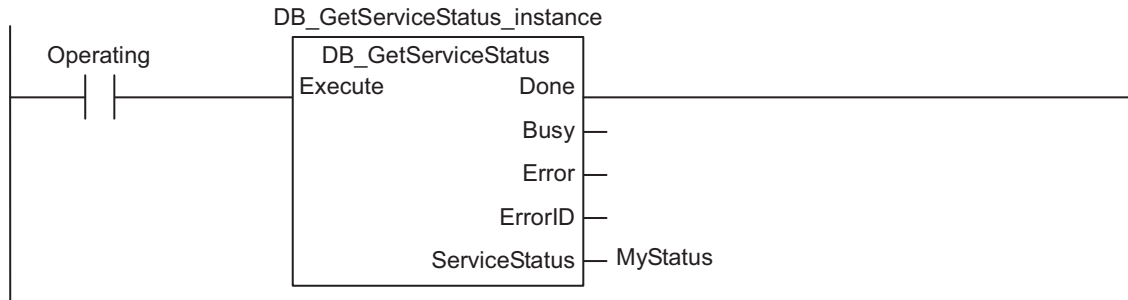 DB_GetServiceStatus_instance
Operating
DB_GetServiceStatus
Execute Done
Busy
Error
ErrorID
ServiceStatus MyStatus